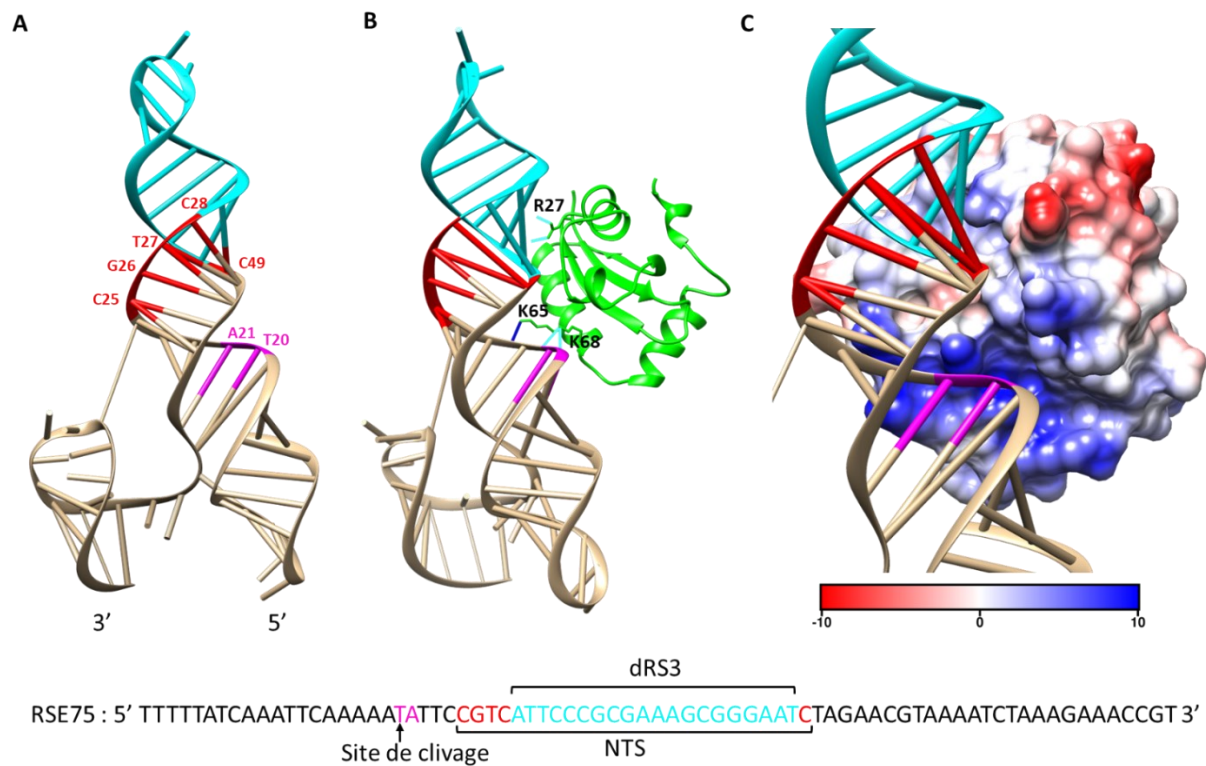 A
B
C
C28
T27
G26
C49
C25
A21
T20
R27
K65
K68
3’
5’
-10
0
10
dRS3
RSE75 : 5’ TTTTTATCAAATTCAAAAATATTCCGTCATTCCCGCGAAAGCGGGAATCTAGAACGTAAAATCTAAAGAAACCGT 3’
Site de clivage
NTS